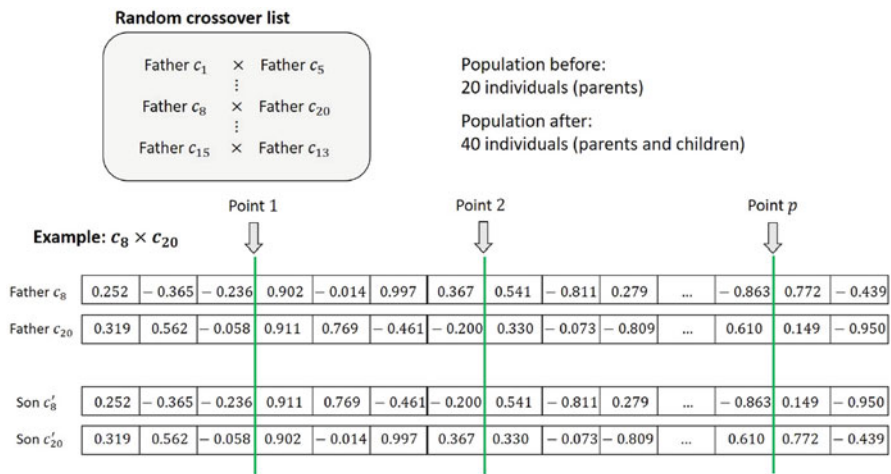 Random crossover list
Father c₁ × Father c₅
⋮ 
Father c₈ × Father c₂₀
⋮ 
Father c₁₅ × Father c₁₃
Population before:
20 individuals (parents)
Population after:
40 individuals (parents and children)
Point 1 Point 2 Point p
Example: c₈ × c₂₀
Father c₈ 0.252 − 0.365 − 0.236 0.902 − 0.014 0.997 0.367 0.541 − 0.811 0.279 ... − 0.863 0.772 − 0.439
Father c₂₀ 0.319 0.562 − 0.058 0.911 0.769 − 0.461 − 0.200 0.330 − 0.073 − 0.809 ... 0.610 0.149 − 0.950
Son c₈′ 0.252 − 0.365 − 0.236 0.911 0.769 − 0.461 − 0.200 0.541 − 0.811 0.279 ... − 0.863 0.149 − 0.950
Son c₂₀′ 0.319 0.562 − 0.058 0.902 − 0.014 0.997 0.367 0.330 − 0.073 − 0.809 ... 0.610 0.772 − 0.439